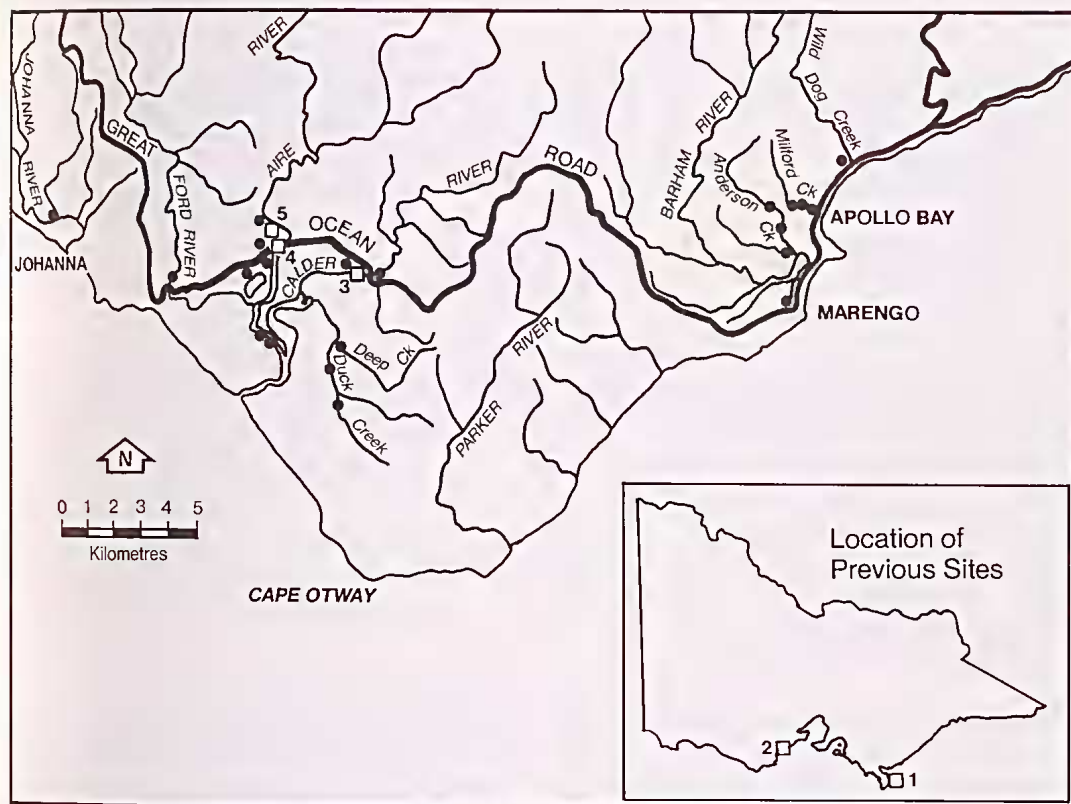 JOHANNA RIVER
GREAT
RIVER
Wild Dog Creek
BARHAM RIVER
Milford Ck
Anderson Ck
APOLLO BAY
MARENGO
ROAD
RIVER
OCEAN
AIRE
FORD RIVER
JOHANNA
5
4
CALDER
3
Deep Ck
Duck Creek
PARKER RIVER
N
0 1 2 3 4 5
Kilometres
CAPE OTWAY
Location of
Previous Sites
2
1